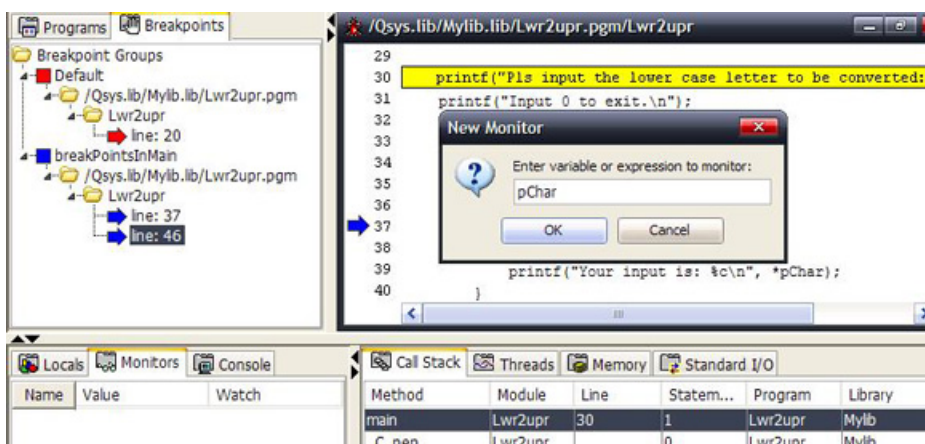 Programs Breakpoints
Breakpoint Groups
Default
/Qsys.lib/Mylib.lib/Lwr2upr.pgm
Lwr2upr
line: 20
breakPointsInMain
/Qsys.lib/Mylib.lib/Lwr2upr.pgm
Lwr2upr
line: 37
line: 46
/Qsys.lib/Mylib.lib/Lwr2upr.pgm/Lwr2upr
29
30 printf("Pls input the lower case letter to be converted:
31 printf("Input 0 to exit.\n");
32
33
34
35
36
37
38
39 printf("Your input is: %c\n", *pChar);
40 }
New Monitor
Enter variable or expression to monitor:
pChar
OK Cancel
Locals Monitors Console
Name Value Watch
Call Stack Threads Memory Standard I/O
Method Module Line Statem... Program Library
main Lwr2upr 30 1 Lwr2upr Mylib
Lwr2upr 0 Lwr2upr Mylib